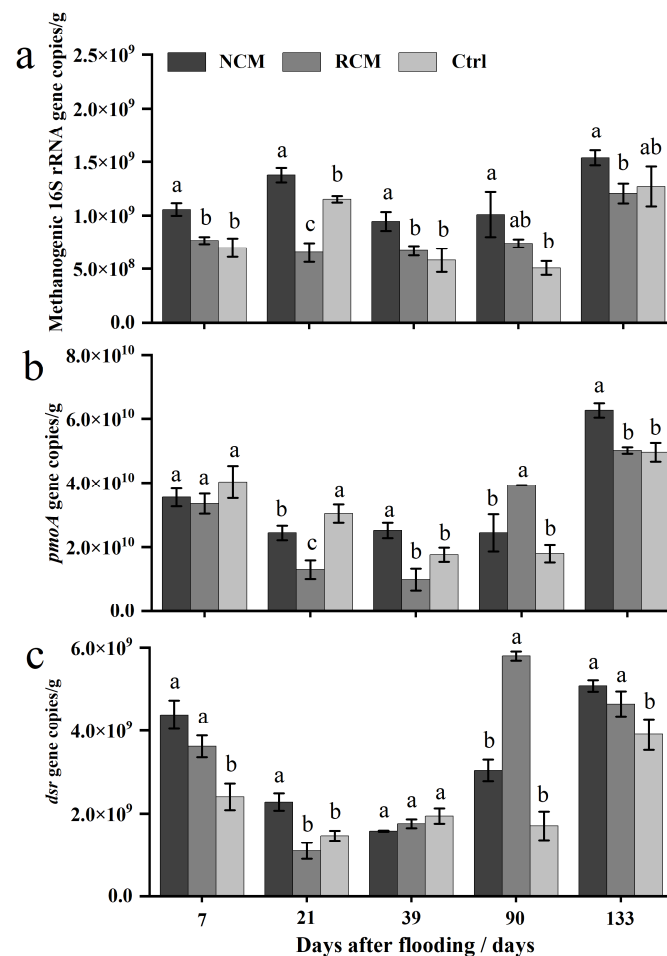 a
NCM RCM Ctrl
Methanogenic 16S rRNA gene copies/g
2.5×10⁹
2.0×10⁹
1.5×10⁹
1.0×10⁹
5.0×10⁸
0.0
a b b a c b a b b a ab b a b ab
b
pmoA gene copies/g
8.0×10¹⁰
6.0×10¹⁰
4.0×10¹⁰
2.0×10¹⁰
0.0
a a a b c a a b b b a b a b b
c
dsr gene copies/g
6.0×10⁹
4.0×10⁹
2.0×10⁹
0.0
a a b a b b a a a b a b a a b
7 21 39 90 133
Days after flooding / days